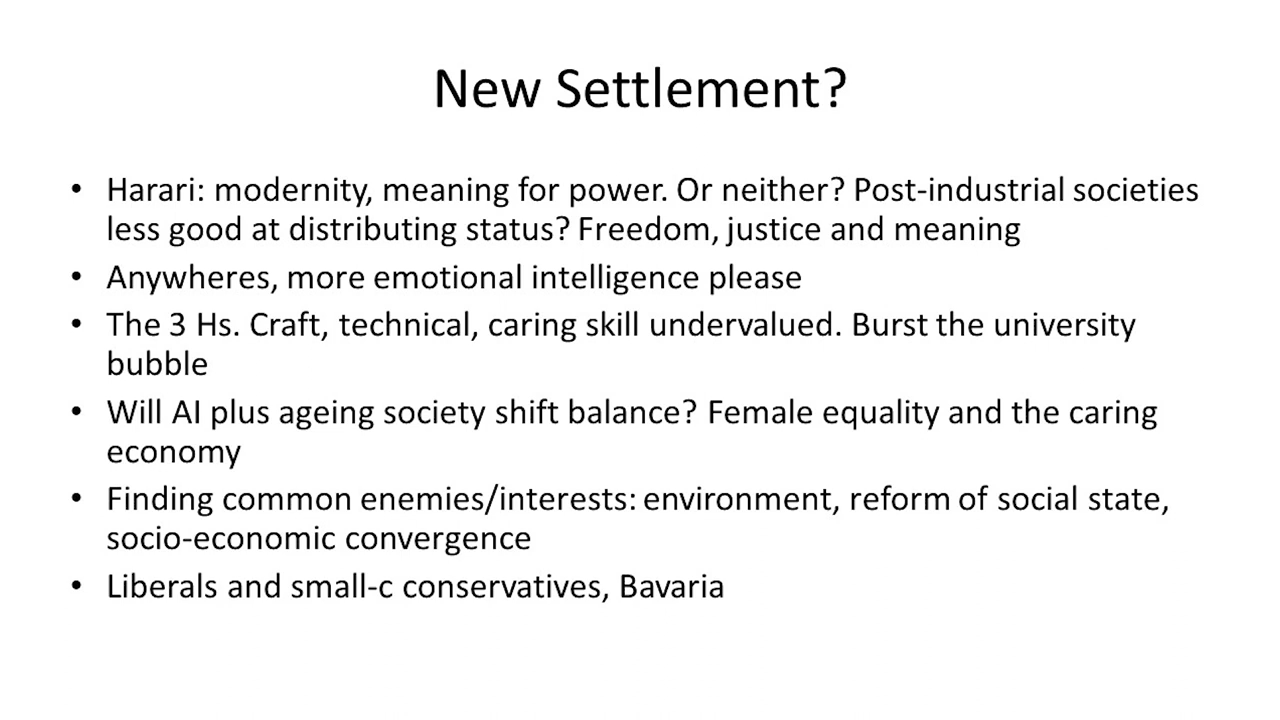 New Settlement?
• Harari: modernity, meaning for power. Or neither? Post-industrial societies
less good at distributing status? Freedom, justice and meaning
• Anywheres, more emotional intelligence please
• The 3 Hs. Craft, technical, caring skill undervalued. Burst the university
bubble
• Will AI plus ageing society shift balance? Female equality and the caring
economy
• Finding common enemies/interests: environment, reform of social state,
socio-economic convergence
• Liberals and small-c conservatives, Bavaria